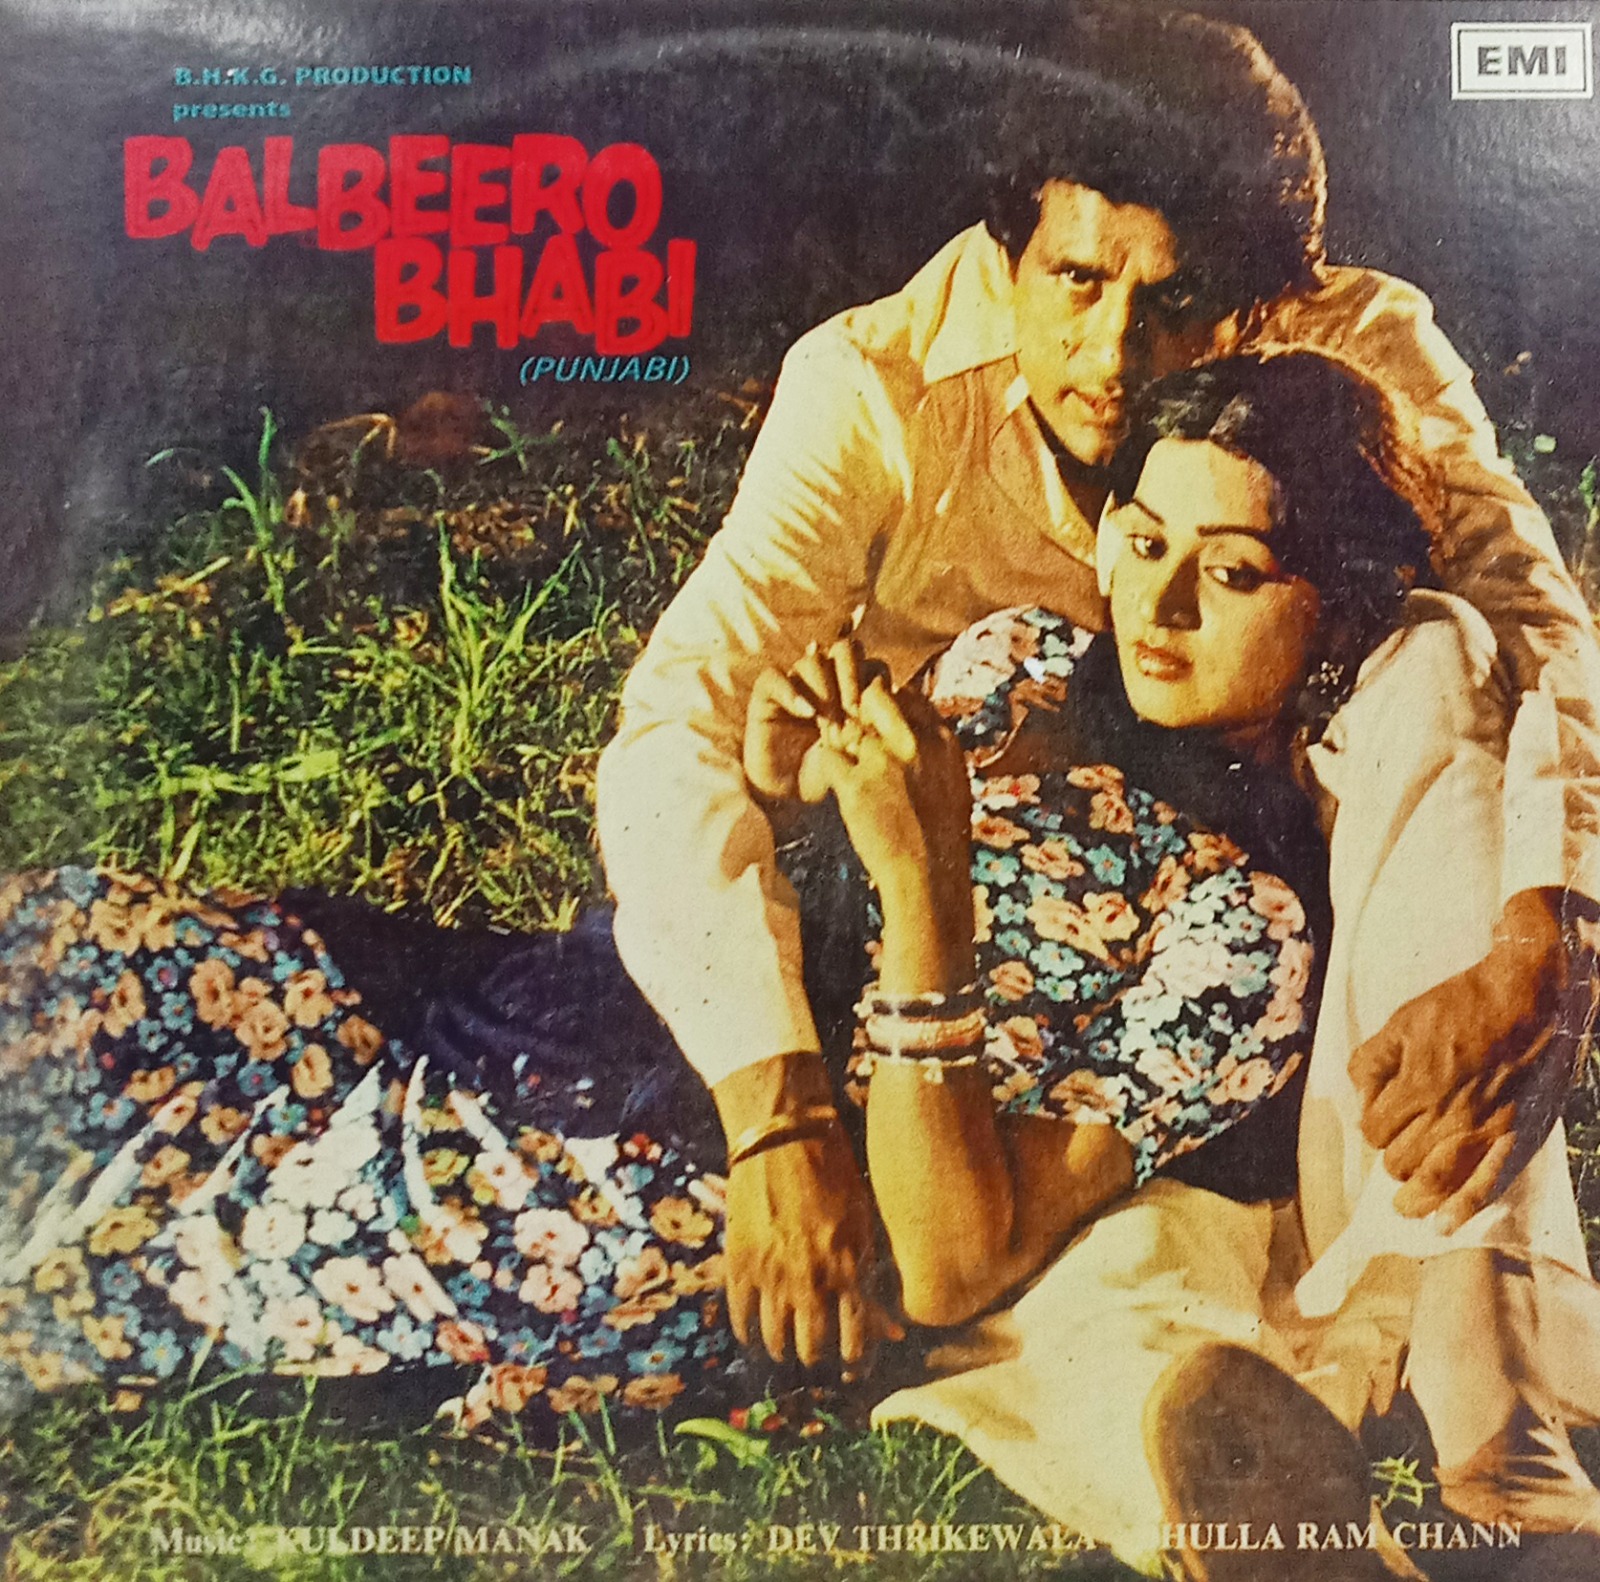 B.H.K.G. PRODUCTION
presents
EMI
BALBEERO
BHABI
(PUNJABI)
Music: KULDEEP MANAK Lyrics: DEV THRIKEWALA HULLA RAM CHANN